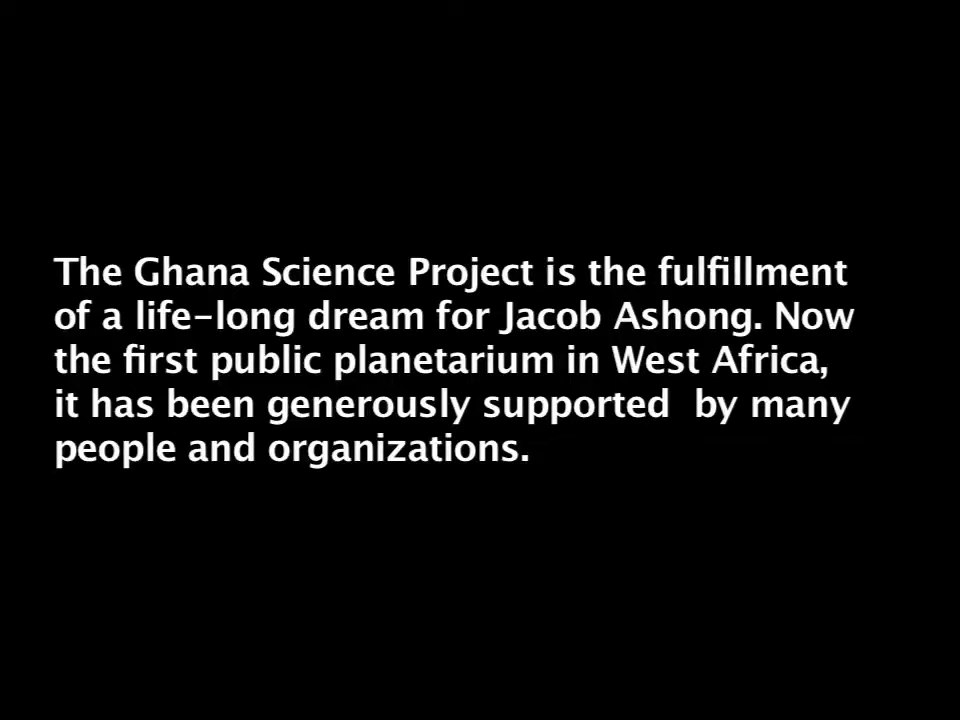 The Ghana Science Project is the fulfillment
of a life-long dream for Jacob Ashong. Now
the first public planetarium in West Africa,
it has been generously supported  by many
people and organizations.